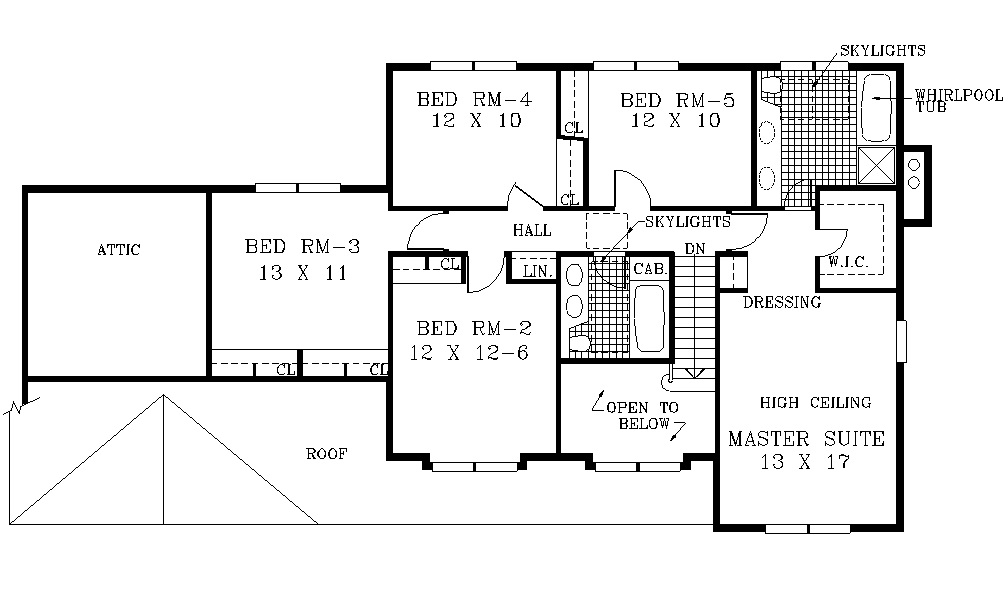 SKYLIGHTS
BED RM-4
12 X 10
BED RM-5
12 X 10
WHIRLPOOL
TUB
CL
CL
SKYLIGHTS
HALL
ATTIC
BED RM-3
13 X 11
DN
W.I.C.
CL
LIN.
CAB.
DRESSING
BED RM-2
12 X 12-6
CL
CL
OPEN TO
BELOW
HIGH CEILING
MASTER SUITE
13 X 17
ROOF